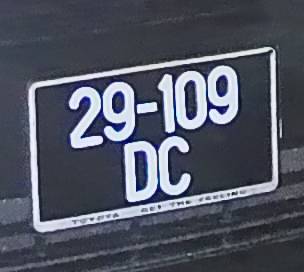 29-109
DC
TOYOTA GET THE FEELING